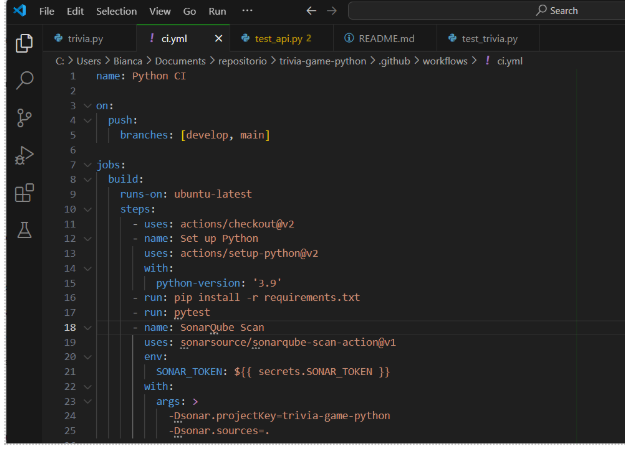 File Edit Selection View Go Run ··· ← → Search
trivia.py ! ci.yml × test_api.py 2 README.md test_trivia.py
C: > Users > Bianca > Documents > repositorio > trivia-game-python > .github > workflows > ! ci.yml
1 name: Python CI
2
3 on:
4 push:
5 branches: [develop, main]
6
7 jobs:
8 build:
9 runs-on: ubuntu-latest
10 steps:
11 - uses: actions/checkout@v2
12 - name: Set up Python
13 uses: actions/setup-python@v2
14 with:
15 python-version: '3.9'
16 - run: pip install -r requirements.txt
17 - run: pytest
18 - name: SonarQube Scan
19 uses: sonarsource/sonarqube-scan-action@v1
20 env:
21 SONAR_TOKEN: ${{ secrets.SONAR_TOKEN }}
22 with:
23 args: >
24 -Dsonar.projectKey=trivia-game-python
25 -Dsonar.sources=.